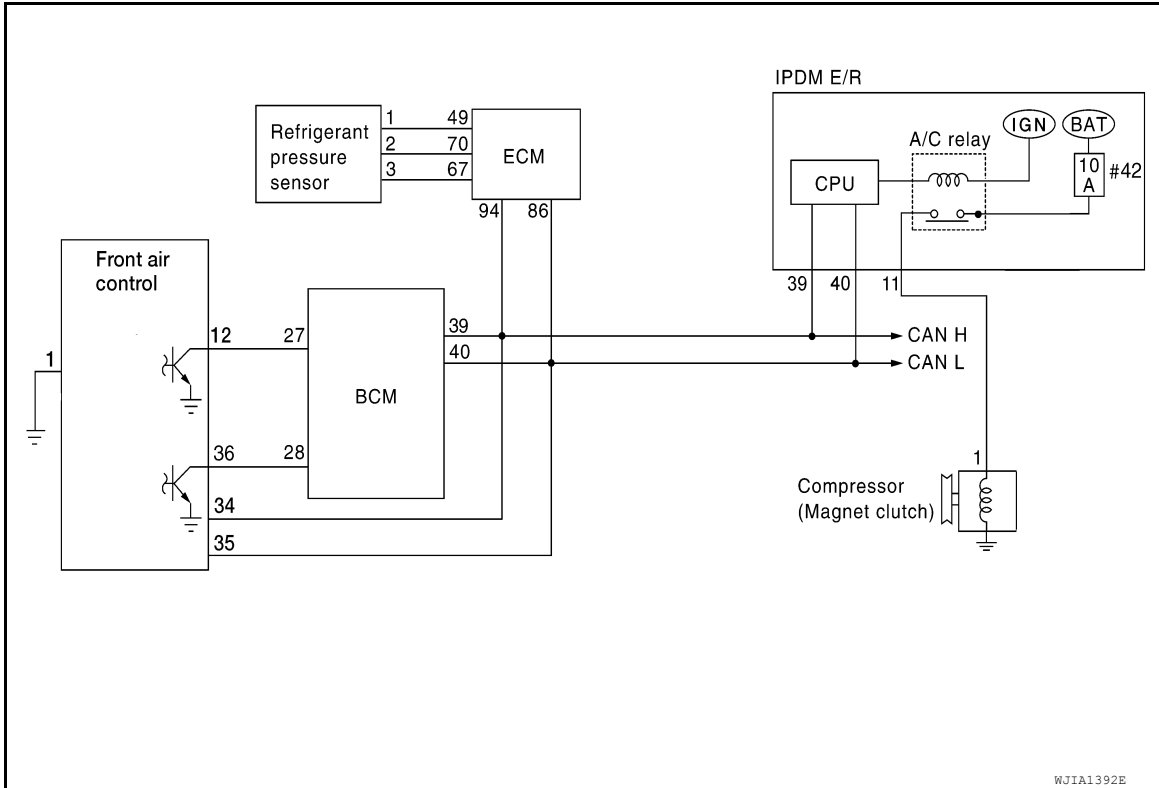 IPDM E/R
Refrigerant
pressure
sensor
1
2
3
49
70
67
ECM
94
86
A/C relay
IGN
BAT
CPU
10
A
#42
39
40
11
Front air
control
1
12
27
36
28
34
35
BCM
39
40
CAN H
CAN L
Compressor
(Magnet clutch)
1
WJIA1392E